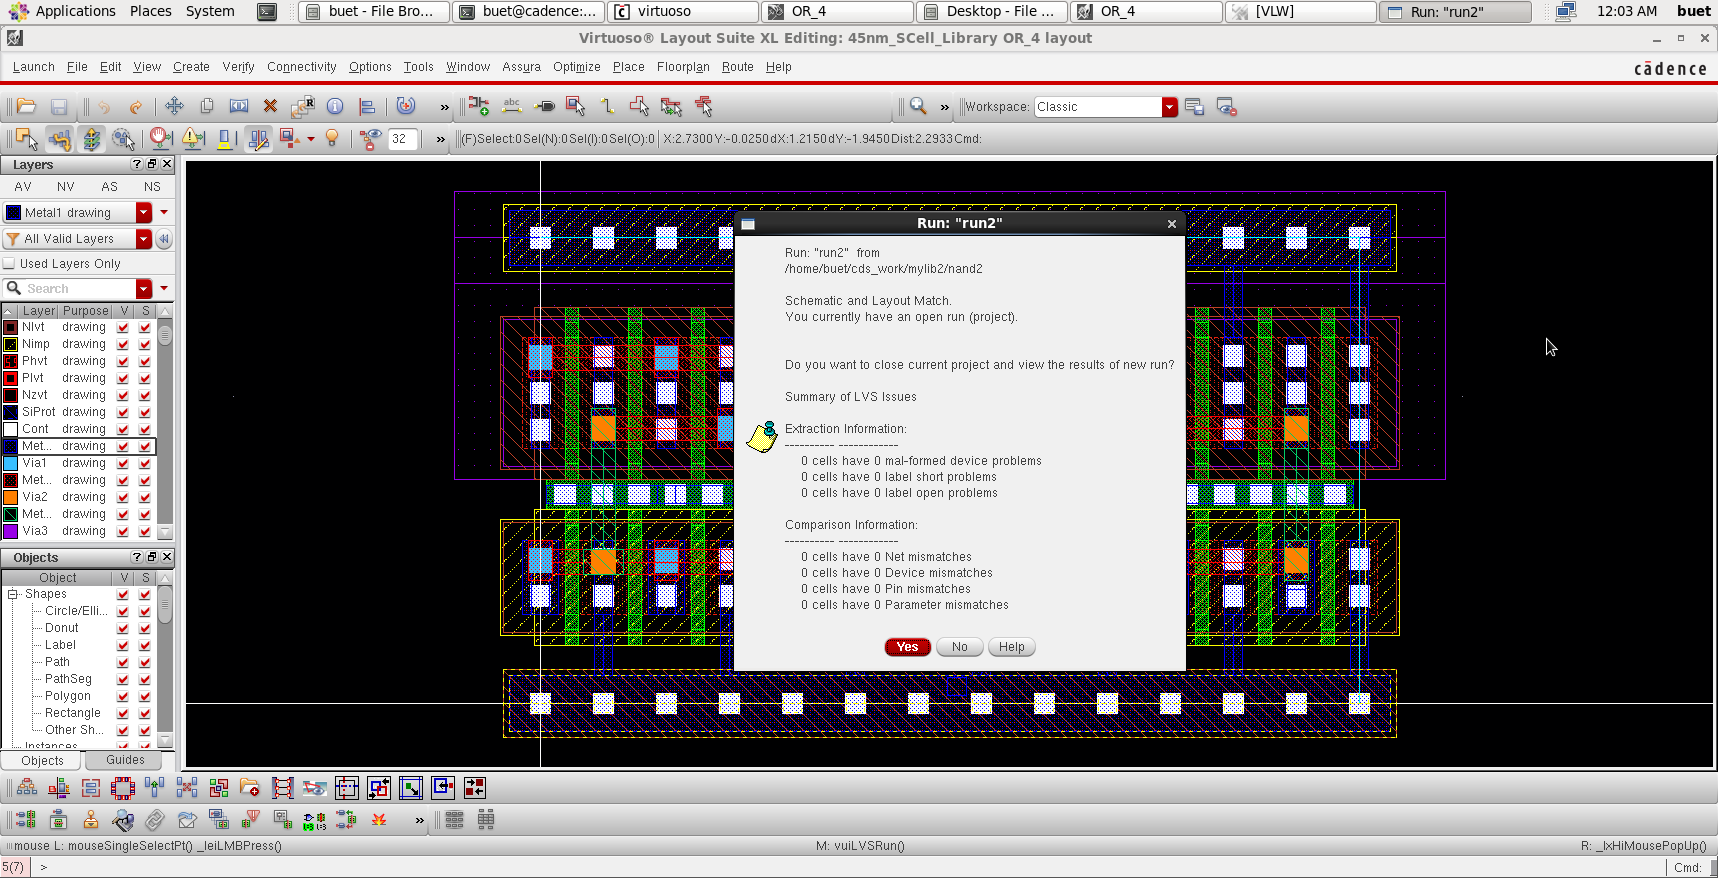 Applications Places System buet - File Bro... buet@cadence:... virtuoso OR_4 Desktop - File ... OR_4 [VLW] Run: "run2" 12:03 AM buet
Virtuoso® Layout Suite XL Editing: 45nm_SCell_Library OR_4 layout
Launch File Edit View Create Verify Connectivity Options Tools Window Assura Optimize Place Floorplan Route Help
cādence
Workspace: Classic
32
(F)Select:0 Sel(N):0 Sel(I):0 Sel(O):0 X:2.7300 Y:-0.0250 dX:1.2150 dY:-1.9450 Dist:2.2933 Cmd:
Layers
AV NV AS NS
Metal1 drawing
All Valid Layers
Used Layers Only
Search
Layer Purpose V S
Nlvt drawing
Nimp drawing
Phvt drawing
Plvt drawing
Nzvt drawing
SiProt drawing
Cont drawing
Met... drawing
Via1 drawing
Met... drawing
Via2 drawing
Met... drawing
Via3 drawing
Objects
Object V S
Shapes
Circle/Elli...
Donut
Label
Path
PathSeg
Polygon
Rectangle
Other Sh...
Instances
Objects Guides
Run: "run2"
Run: "run2" from
/home/buet/cds_work/mylib2/nand2
Schematic and Layout Match.
You currently have an open run (project).
Do you want to close current project and view the results of new run?
Summary of LVS Issues
Extraction Information:
---------- ------------
0 cells have 0 mal-formed device problems
0 cells have 0 label short problems
0 cells have 0 label open problems
Comparison Information:
---------- ------------
0 cells have 0 Net mismatches
0 cells have 0 Device mismatches
0 cells have 0 Pin mismatches
0 cells have 0 Parameter mismatches
Yes No Help
mouse L: mouseSingleSelectPt() _leiLMBPress() M: vuiLVSRun() R: _lxHiMousePopUp()
5(7) > Cmd: